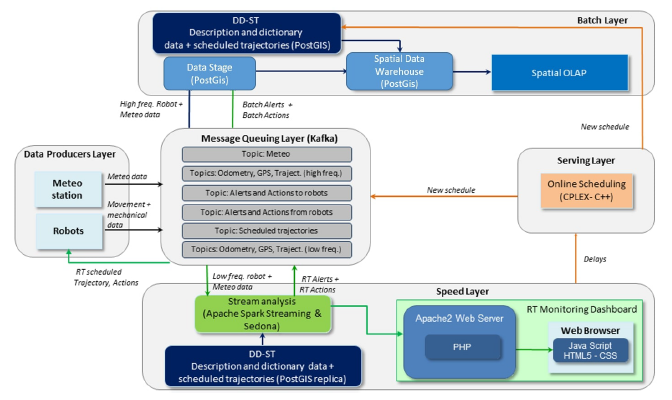 DD-ST
Description and dictionary
data + scheduled trajectories (PostGIS)
Batch Layer
Data Stage
(PostGis)
Spatial Data
Warehouse
(PostGis)
Spatial OLAP
High freq. Robot +
Meteo data
Batch Alerts +
Batch Actions
New schedule
Message Queuing Layer (Kafka)
Topic: Meteo
Topics: Odometry, GPS, Traject. (high freq.)
Topic: Alerts and Actions to robots
Topic: Alerts and Actions from robots
Topic: Scheduled trajectories
Topics: Odometry, GPS, Traject. (low freq.)
Data Producers Layer
Meteo
station
Robots
Meteo data
Movement +
mechanical
data
RT scheduled
Trajectory, Actions
Serving Layer
Online Scheduling
(CPLEX- C++)
New schedule
Delays
Low freq. robot +
Meteo data
RT Alerts +
RT Actions
Speed Layer
Stream analysis
(Apache Spark Streaming &
Sedona)
DD-ST
Description and dictionary data +
scheduled trajectories (PostGIS replica)
RT Monitoring Dashboard
Apache2 Web Server
PHP
Web Browser
Java Script
HTML5 - CSS